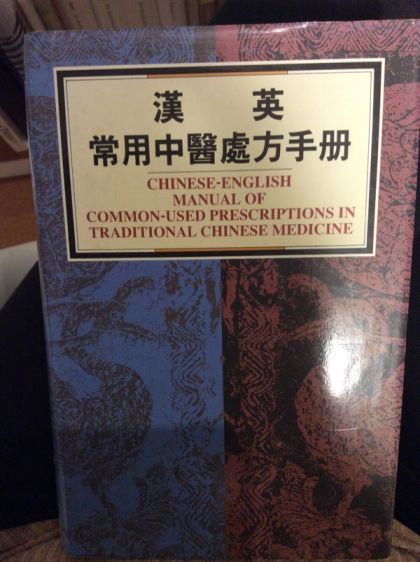 漢 英
常用中醫處方手册
CHINESE-ENGLISH
MANUAL OF
COMMON-USED PRESCRIPTIONS IN
TRADITIONAL CHINESE MEDICINE